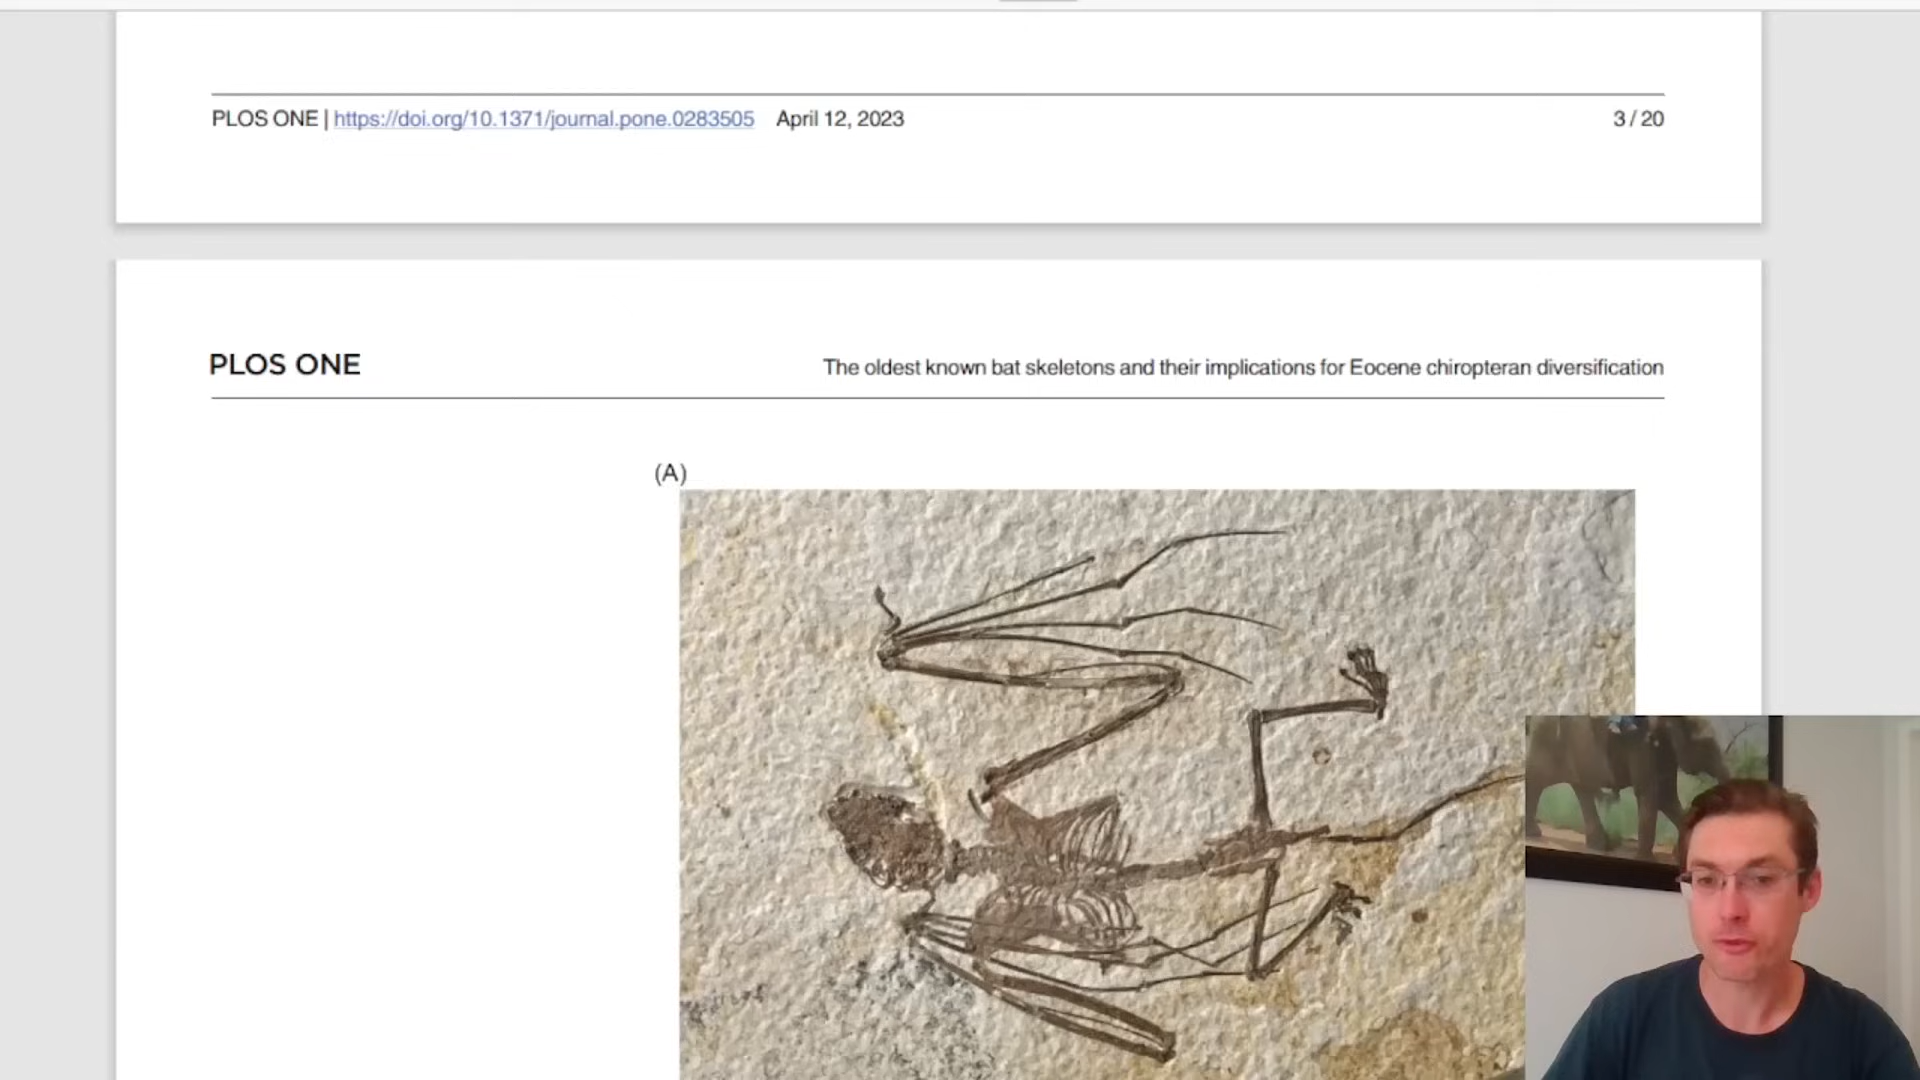 PLOS ONE | https://doi.org/10.1371/journal.pone.0283505 April 12, 2023 3 / 20
PLOS ONE The oldest known bat skeletons and their implications for Eocene chiropteran diversification
(A)